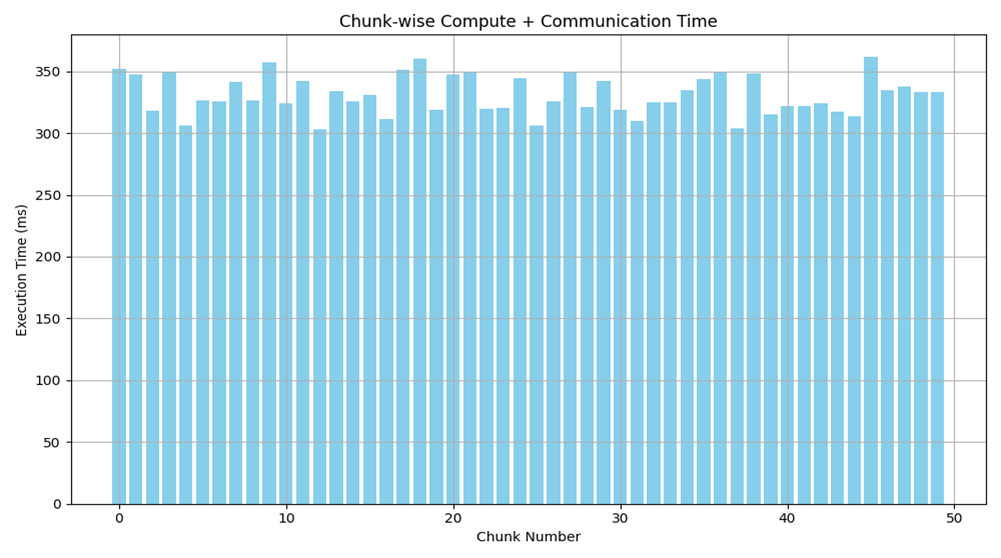 Chunk-wise Compute + Communication Time
350
300
250
200
150
100
50
0
Execution Time (ms)
0 10 20 30 40 50
Chunk Number